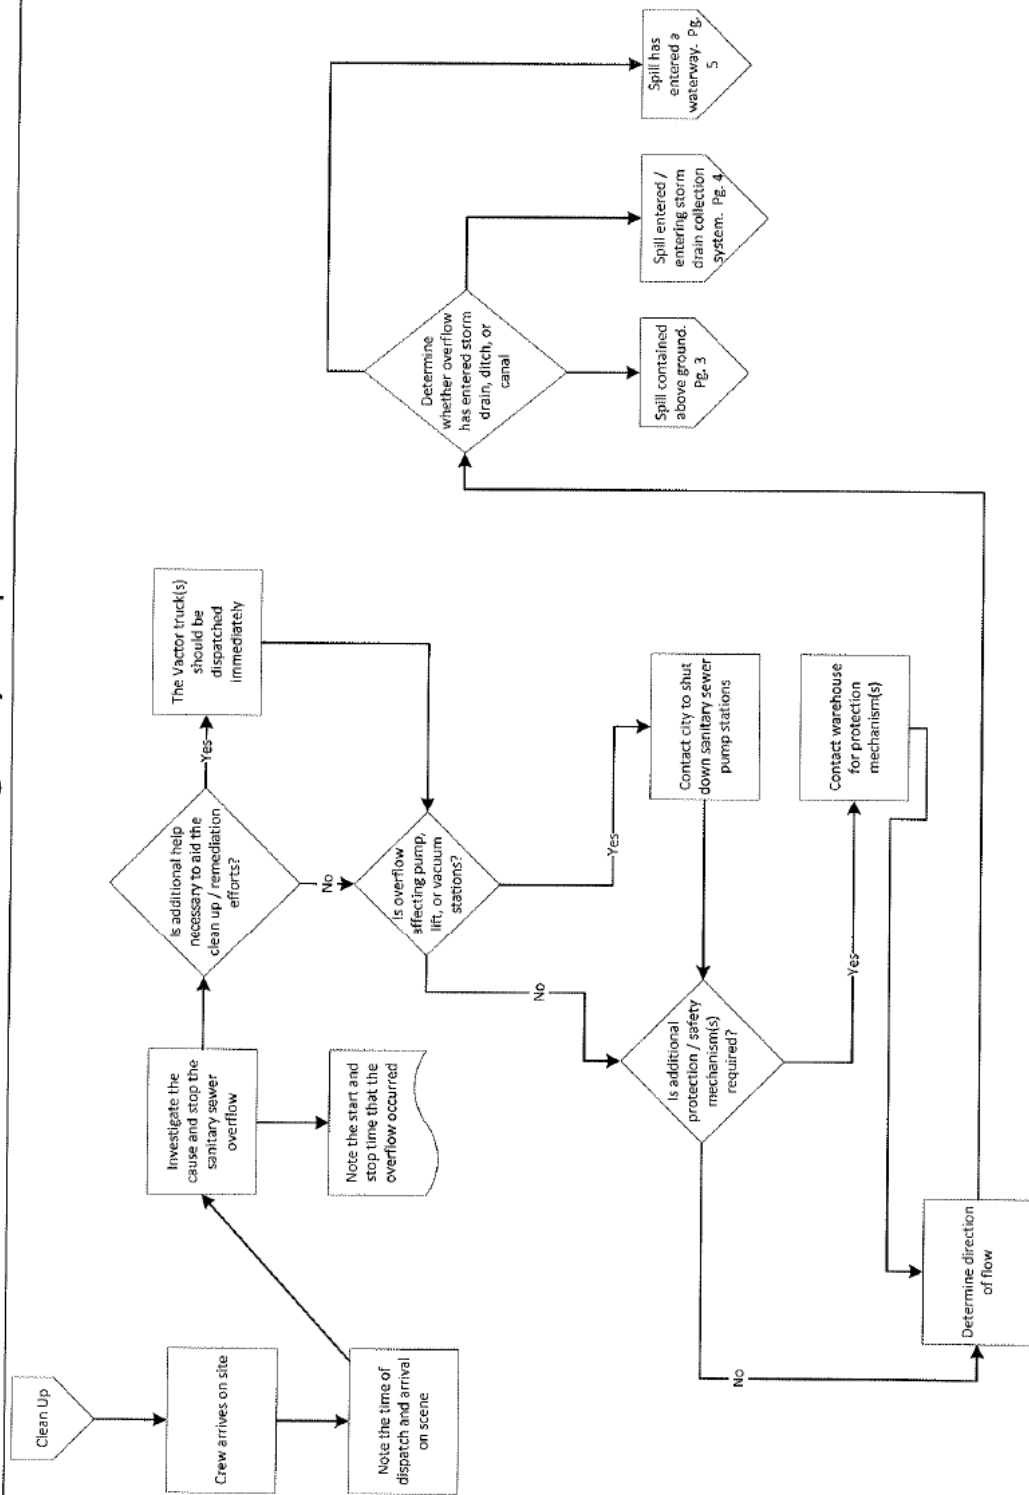 Clean Up
Crew arrives on site
Note the time of
dispatch and arrival
on scene
Investigate the
cause and stop the
sanitary sewer
overflow
Note the start and
stop time that the
overflow occurred
Is additional help
necessary to aid the
clean up / remediation
efforts?
Yes
No
The Vactor truck(s)
should be
dispatched
immediately
Is overflow
affecting pump,
lift, or vacuum
stations?
Yes
No
Contact city to shut
down sanitary sewer
pump stations
Is additional
protection / safety
mechanism(s)
required?
Yes
No
Contact warehouse
for protection
mechanism(s)
Determine direction
of flow
Determine
whether overflow
has entered storm
drain, ditch, or
canal
Spill contained
above ground.
Pg. 3
Spill entered /
entering storm
drain collection
system. Pg. 4
Spill has
entered a
waterway. Pg.
5